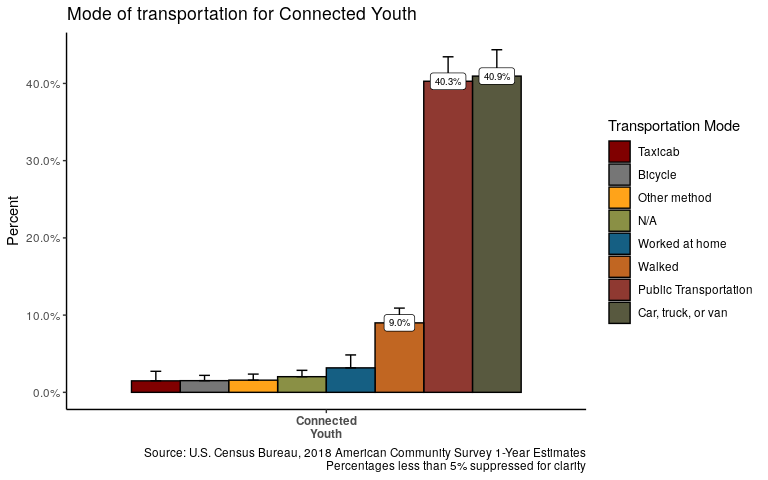 Mode of transportation for Connected Youth
Percent
40.0%
30.0%
20.0%
10.0%
0.0%
9.0%
40.3%
40.9%
Connected
Youth
Transportation Mode
Taxicab
Bicycle
Other method
N/A
Worked at home
Walked
Public Transportation
Car, truck, or van
Source: U.S. Census Bureau, 2018 American Community Survey 1-Year Estimates
Percentages less than 5% suppressed for clarity